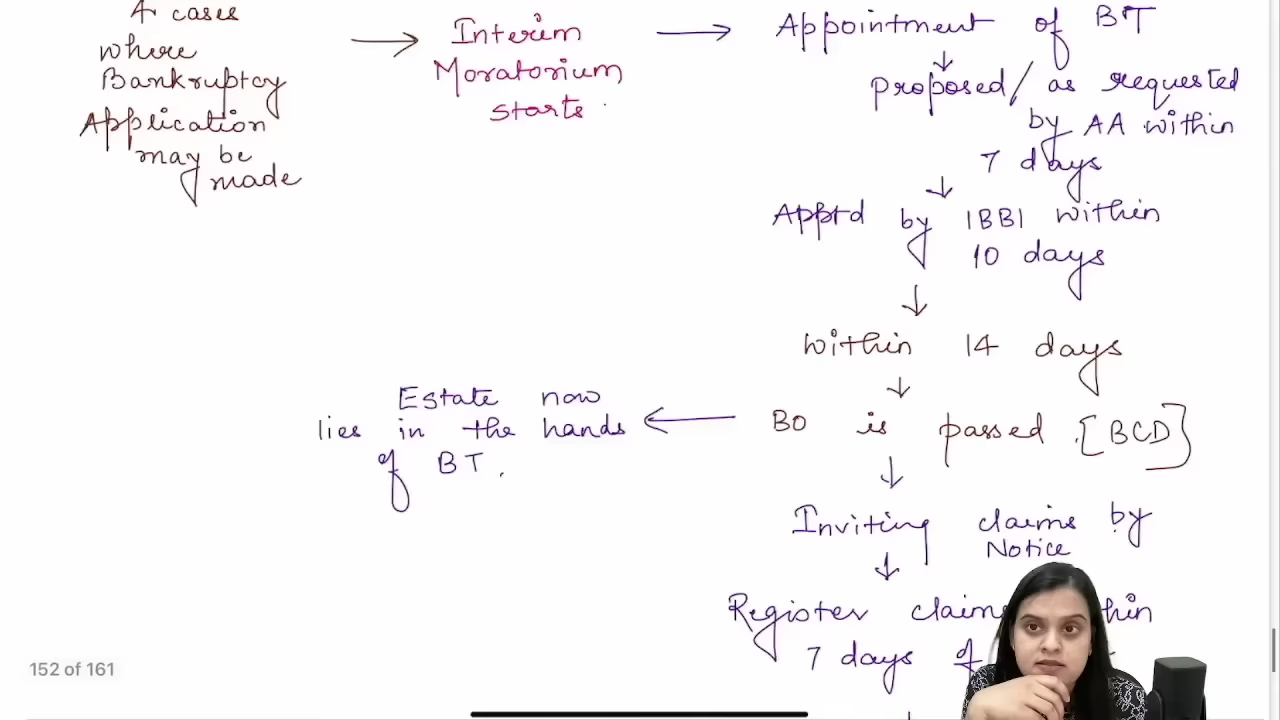 4 cases
where
Bankruptcy
Application
may be
made
Interim
Moratorium
starts
Appointment of BT
Proposed / as requested
by AA within
7 days
Apptd by IBBI within
10 days
within 14 days
BO is passed [BCD]
Estate now
lies in the hands
of BT.
Inviting claims by
Notice
Register
7 days of
152 of 161